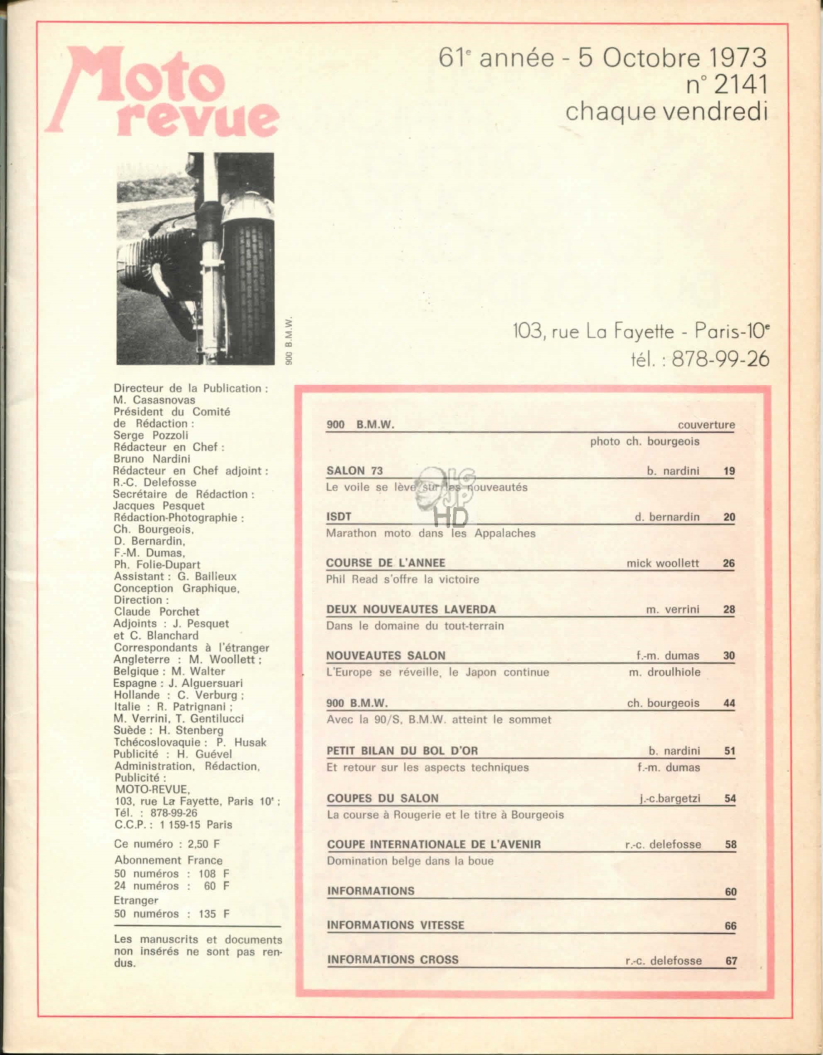 Moto
revue
61e année - 5 Octobre 1973
n° 2141
chaque vendredi
900 B.M.W.
103, rue La Fayette - Paris-10e
tél. : 878-99-26
Directeur de la Publication :
M. Casasnovas
Président du Comité
de Rédaction :
Serge Pozzoli
Rédacteur en Chef :
Bruno Nardini
Rédacteur en Chef adjoint :
R.-C. Delefosse
Secrétaire de Rédaction :
Jacques Pesquet
Rédaction-Photographie :
Ch. Bourgeois,
D. Bernardin,
F.-M. Dumas,
Ph. Folie-Dupart
Assistant : G. Bailieux
Conception Graphique,
Direction :
Claude Porchet
Adjoints : J. Pesquet
et C. Blanchard
Correspondants à l'étranger
Angleterre : M. Woollett ;
Belgique : M. Walter
Espagne : J. Alguersuari
Hollande : C. Verburg ;
Italie : R. Patrignani ;
M. Verrini, T. Gentilucci
Suède : H. Stenberg
Tchécoslovaquie : P. Husak
Publicité : H. Guével
Administration, Rédaction,
Publicité :
MOTO-REVUE,
103, rue La Fayette, Paris 10e ;
Tél. : 878-99-26
C.C.P. : 1 159-15 Paris
Ce numéro : 2,50 F
Abonnement France
50 numéros : 108 F
24 numéros : 60 F
Etranger
50 numéros : 135 F
Les manuscrits et documents
non insérés ne sont pas ren-
dus.
900 B.M.W. couverture
photo ch. bourgeois
SALON 73 b. nardini 19
Le voile se lève sur les nouveautés
LG
JP
HD
ISDT d. bernardin 20
Marathon moto dans les Appalaches
COURSE DE L'ANNEE mick woollett 26
Phil Read s'offre la victoire
DEUX NOUVEAUTES LAVERDA m. verrini 28
Dans le domaine du tout-terrain
NOUVEAUTES SALON f.-m. dumas 30
L'Europe se réveille, le Japon continue m. droulhiole
900 B.M.W. ch. bourgeois 44
Avec la 90/S, B.M.W. atteint le sommet
PETIT BILAN DU BOL D'OR b. nardini 51
Et retour sur les aspects techniques f.-m. dumas
COUPES DU SALON j.-c.bargetzi 54
La course à Rougerie et le titre à Bourgeois
COUPE INTERNATIONALE DE L'AVENIR r.-c. delefosse 58
Domination belge dans la boue
INFORMATIONS 60
INFORMATIONS VITESSE 66
INFORMATIONS CROSS r.-c. delefosse 67